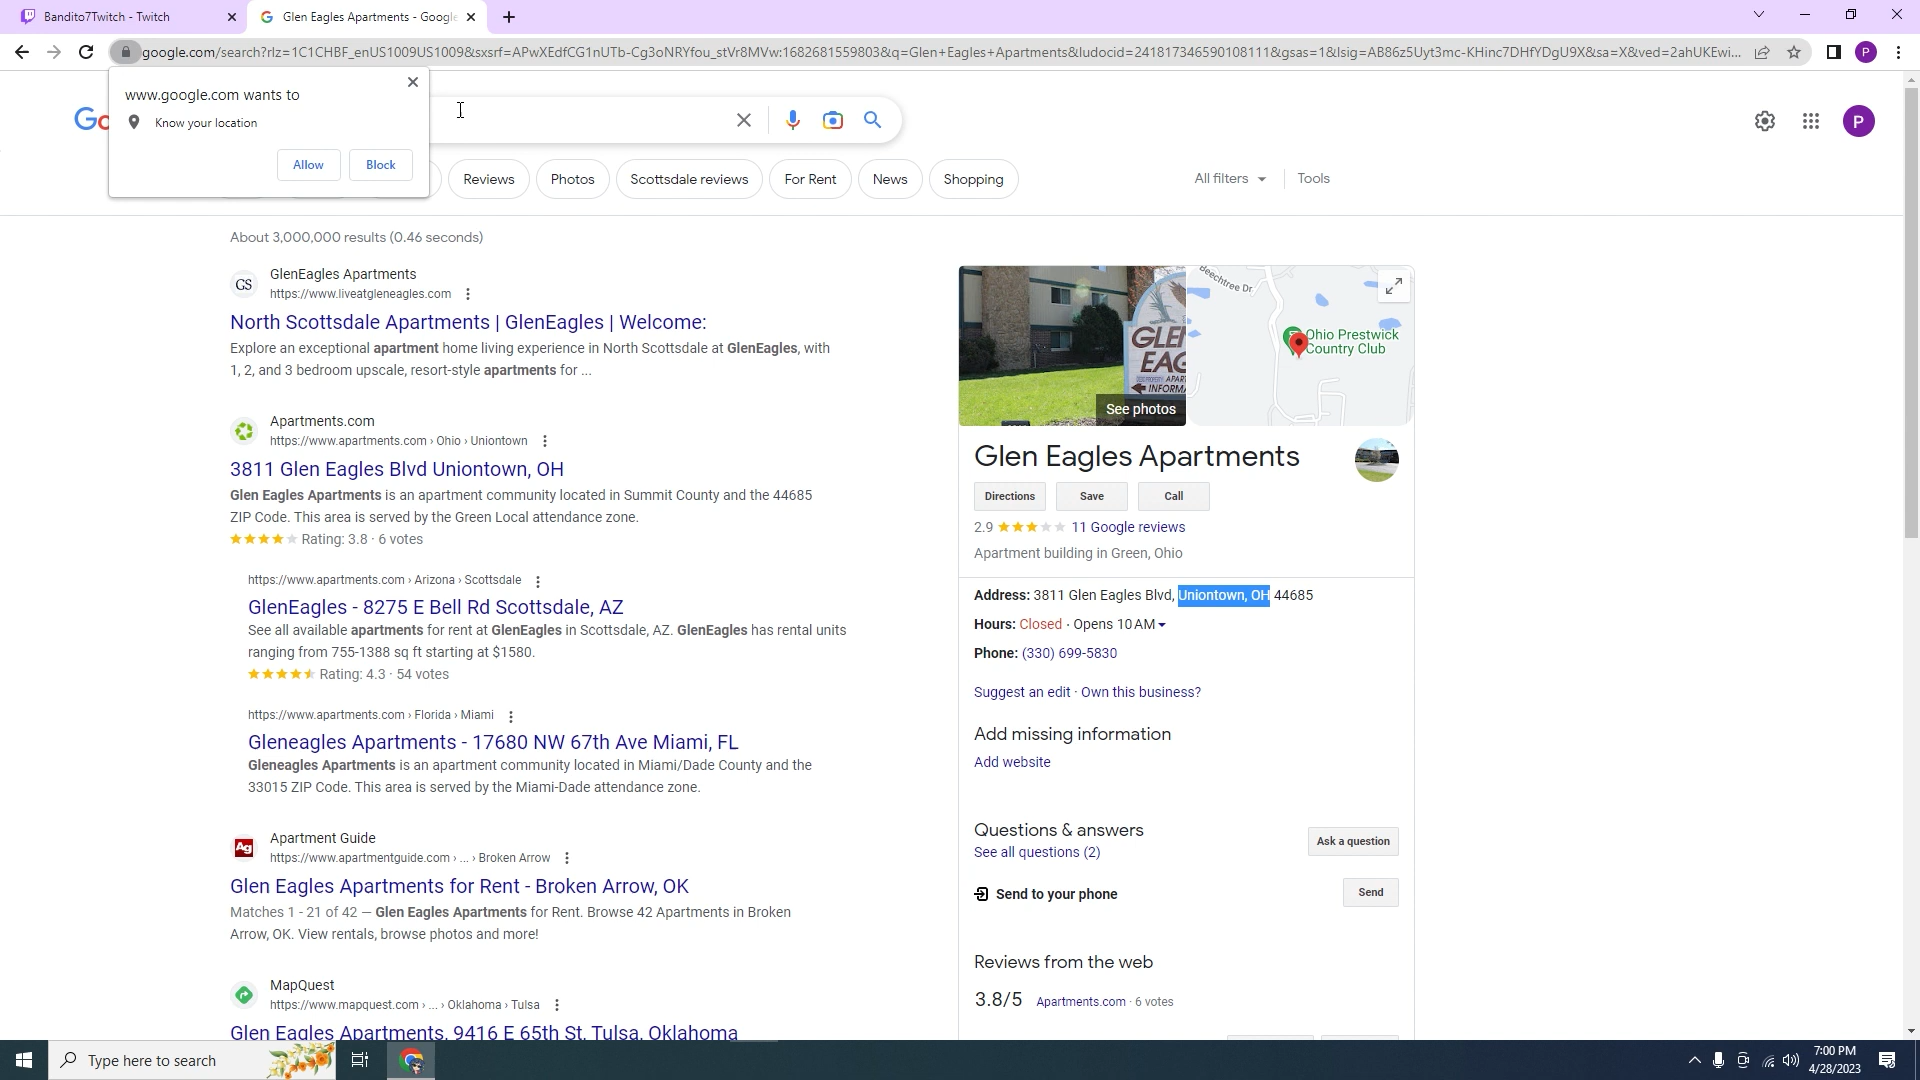 Bandito7Twitch - Twitch
Glen Eagles Apartments - Google
google.com/search?rlz=1C1CHBF_enUS1009US1009&sxsrf=APwXEdfCG1nUTb-Cg3oNRYfou_stVr8MVw:1682681559803&q=Glen+Eagles+Apartments&ludocid=241817346590108111&gsas=1&lsig=AB86z5Uyt3mc-KHinc7DHfYDgU9X&sa=X&ved=2ahUKEwi...
P
www.google.com wants to
Know your location
Allow
Block
P
Reviews
Photos
Scottsdale reviews
For Rent
News
Shopping
All filters
Tools
About 3,000,000 results (0.46 seconds)
GS
GlenEagles Apartments
https://www.liveatgleneagles.com
North Scottsdale Apartments | GlenEagles | Welcome:
Explore an exceptional apartment home living experience in North Scottsdale at GlenEagles, with
1, 2, and 3 bedroom upscale, resort-style apartments for ...
Apartments.com
https://www.apartments.com › Ohio › Uniontown
3811 Glen Eagles Blvd Uniontown, OH
Glen Eagles Apartments is an apartment community located in Summit County and the 44685
ZIP Code. This area is served by the Green Local attendance zone.
Rating: 3.8 · 6 votes
https://www.apartments.com › Arizona › Scottsdale
GlenEagles - 8275 E Bell Rd Scottsdale, AZ
See all available apartments for rent at GlenEagles in Scottsdale, AZ. GlenEagles has rental units
ranging from 755-1388 sq ft starting at $1580.
Rating: 4.3 · 54 votes
https://www.apartments.com › Florida › Miami
Gleneagles Apartments - 17680 NW 67th Ave Miami, FL
Gleneagles Apartments is an apartment community located in Miami/Dade County and the
33015 ZIP Code. This area is served by the Miami-Dade attendance zone.
Ag
Apartment Guide
https://www.apartmentguide.com › ... › Broken Arrow
Glen Eagles Apartments for Rent - Broken Arrow, OK
Matches 1 - 21 of 42 — Glen Eagles Apartments for Rent. Browse 42 Apartments in Broken
Arrow, OK. View rentals, browse photos and more!
MapQuest
https://www.mapquest.com › ... › Oklahoma › Tulsa
Glen Eagles Apartments, 9416 E 65th St, Tulsa, Oklahoma
GLE
EAG
See photos
Beechtree Dr
Ohio Prestwick
Country Club
Glen Eagles Apartments
Directions
Save
Call
2.9 11 Google reviews
Apartment building in Green, Ohio
Address: 3811 Glen Eagles Blvd, Uniontown, OH 44685
Hours: Closed · Opens 10 AM
Phone: (330) 699-5830
Suggest an edit · Own this business?
Add missing information
Add website
Questions & answers
See all questions (2)
Ask a question
Send to your phone
Send
Reviews from the web
3.8/5 Apartments.com · 6 votes
Type here to search
7:00 PM
4/28/2023